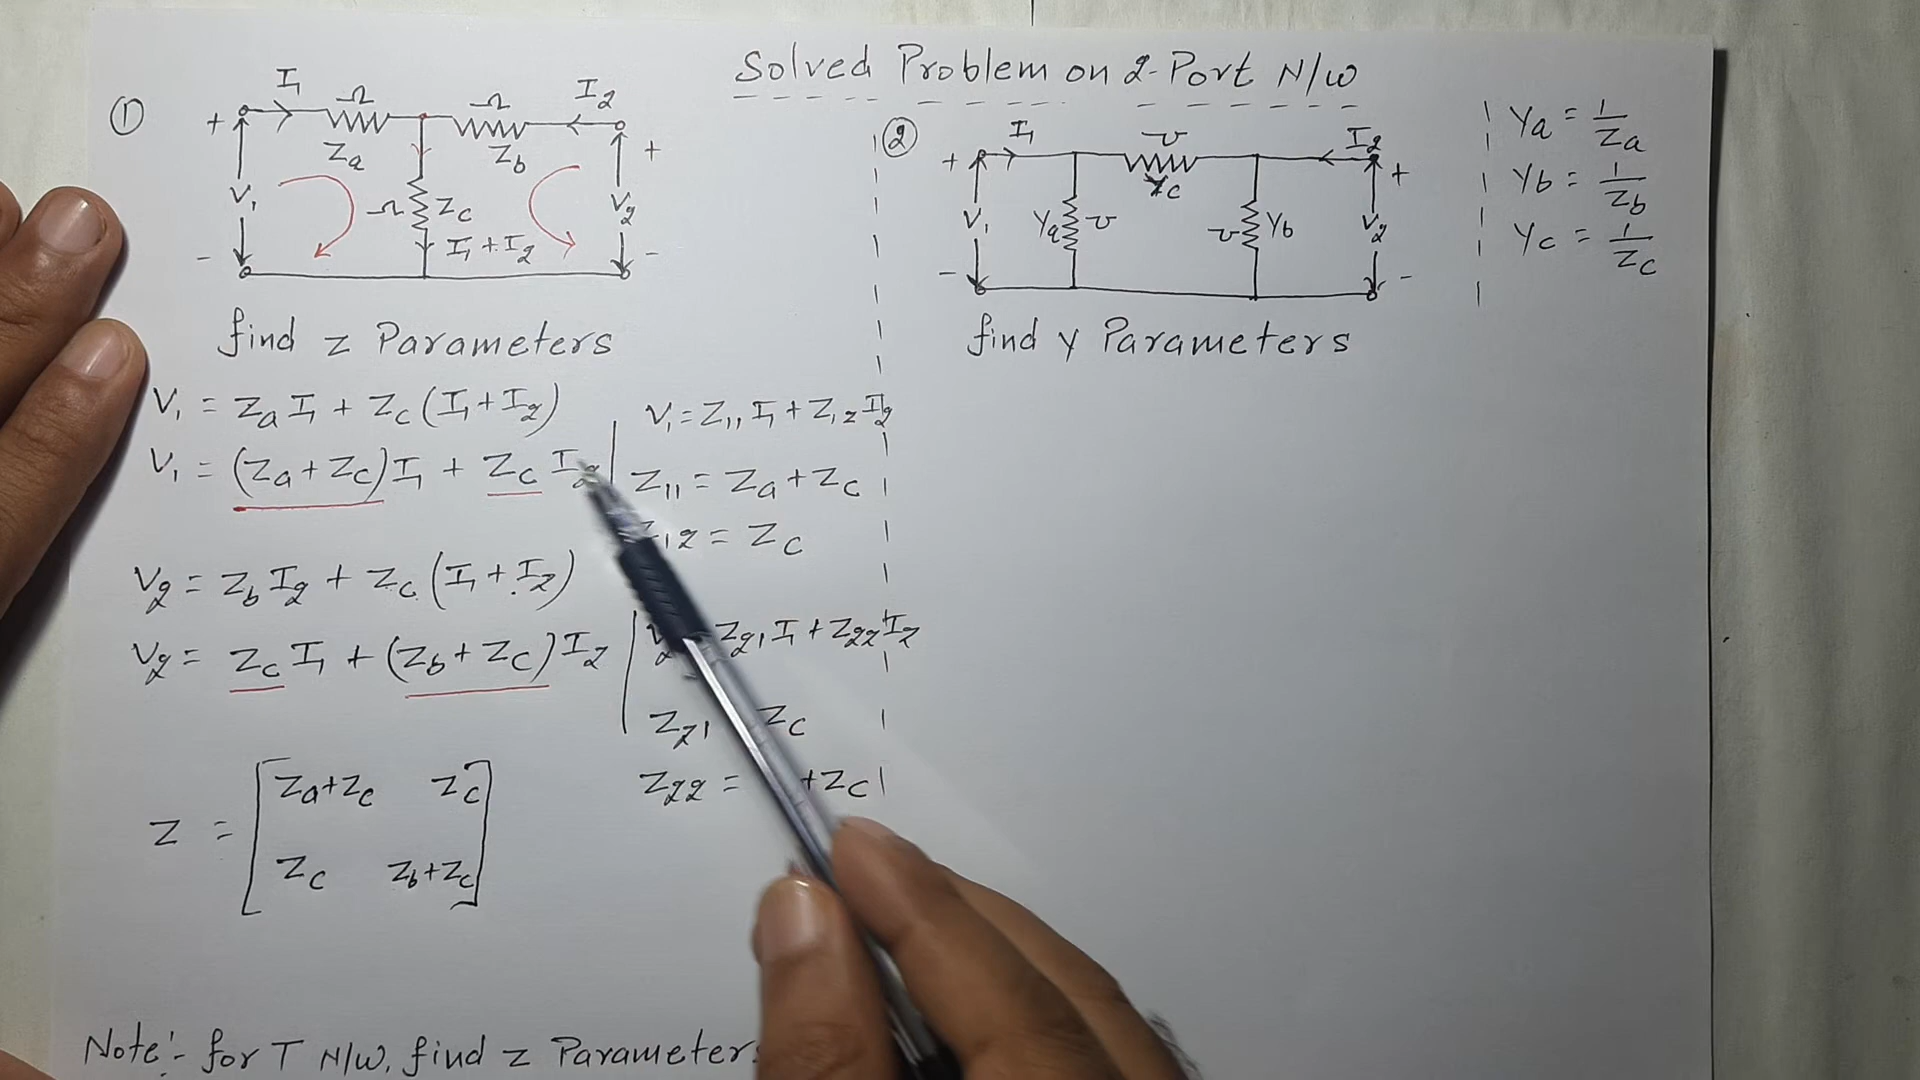 Solved Problem on 2-Port N/W
①
I₁ Ω Ω I₂
+ Za Zb +
V₁ Ω Zc V₂
- I₁+I₂ -
find z Parameters
V₁ = Za I₁ + Zc (I₁+I₂)
V₁ = (Za+Zc) I₁ + Zc I₂
V₁ = Z₁₁ I₁ + Z₁₂ I₂
Z₁₁ = Za + Zc
₁₂ = Zc
V₂ = Zb I₂ + Zc (I₁+I₂)
V₂ = Zc I₁ + (Zb+Zc) I₂
Z₂₁ I₁ + Z₂₂ I₂
Z₂₁ Zc
Z₂₂ = +Zc
Z = [Za+Zc Zc
Zc Zb+Zc]
Note:- for T N/W, find z Parameters
②
I₁ ℧ I₂
+ Yc +
V₁ Ya ℧ ℧ Yb V₂
- -
find y Parameters
Ya = 1/Za
Yb = 1/Zb
Yc = 1/Zc